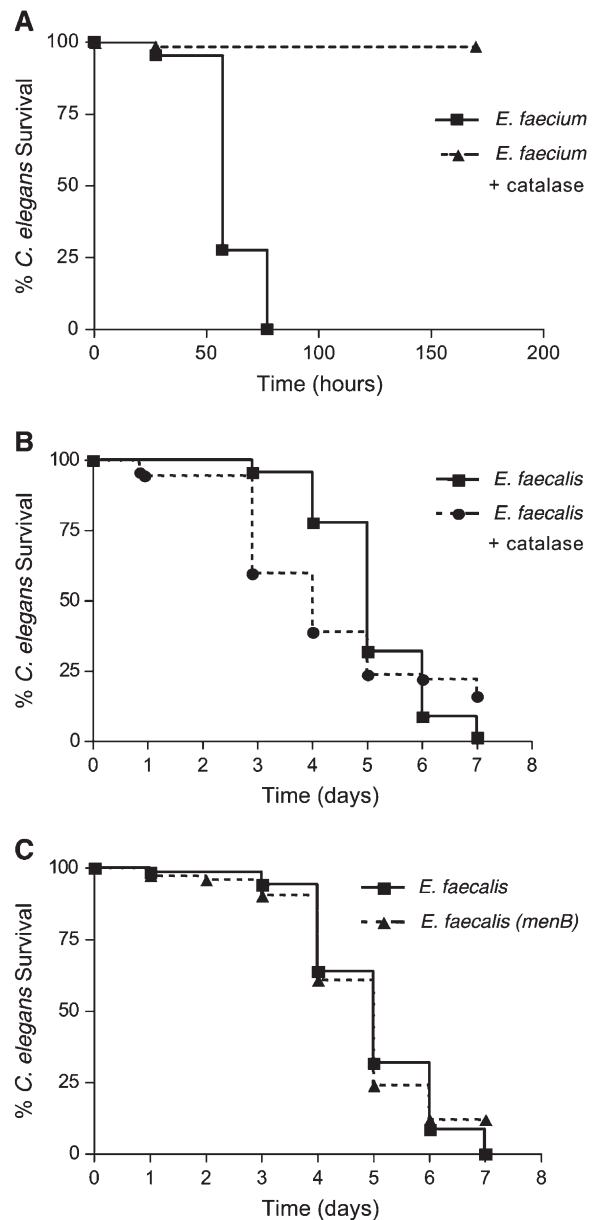 A
% C. elegans Survival
100
75
50
25
0
0 50 100 150 200
Time (hours)
E. faecium
E. faecium
+ catalase
B
% C. elegans Survival
100
75
50
25
0
0 1 2 3 4 5 6 7 8
Time (days)
E. faecalis
E. faecalis
+ catalase
C
% C. elegans Survival
100
75
50
25
0
0 1 2 3 4 5 6 7 8
Time (days)
E. faecalis
E. faecalis (menB)